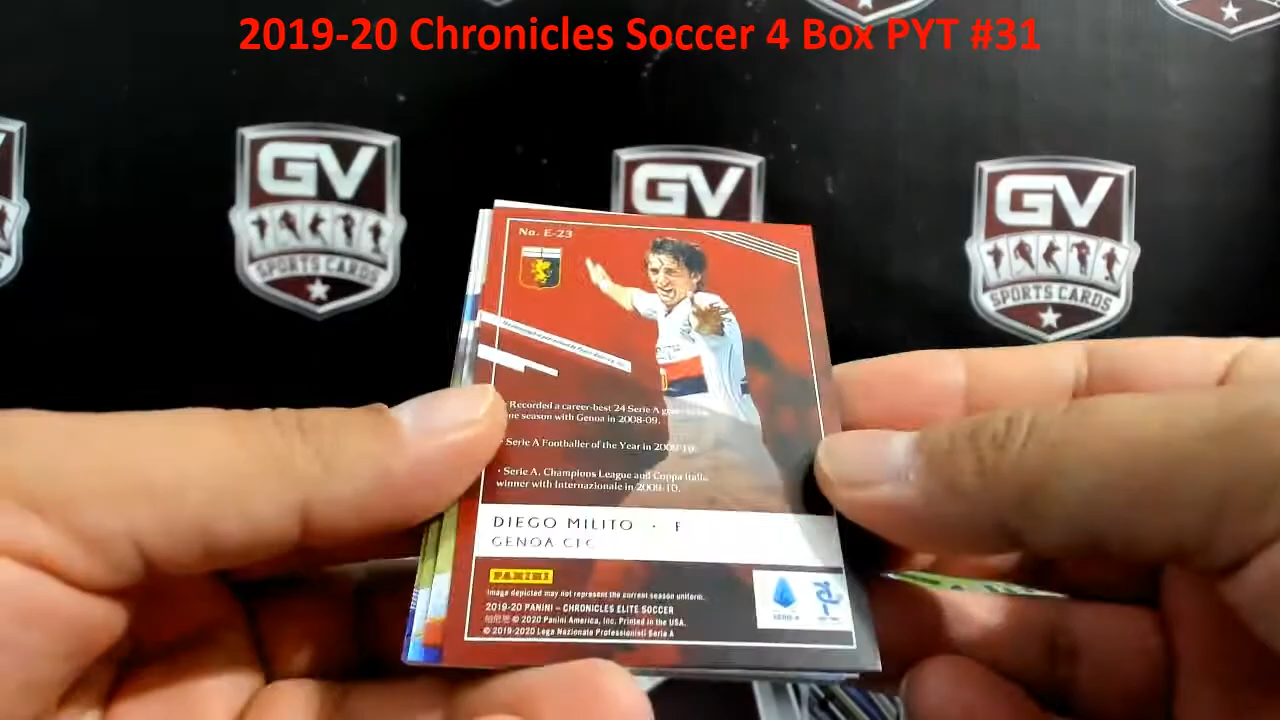 2019-20 Chronicles Soccer 4 Box PYT #31
GV
SPORTS CARDS
GV
GV
SPORTS CARDS
No. E-23
· Recorded a career-best 24 Serie A
season with Genoa in 2008-09.
· Serie A Footballer of the Year in
· Serie A, Champions League and Coppa Italia
winner with Internazionale in 2009-10.
DIEGO MILITO · F
GENOA CFC
PANINI
Image depicted may not represent the current season uniform.
2019-20 PANINI – CHRONICLES ELITE SOCCER
© 2020 Panini America, Inc. Printed in the USA.
© 2019-2020 Lega Nazionale Professionisti Serie A
SERIE A